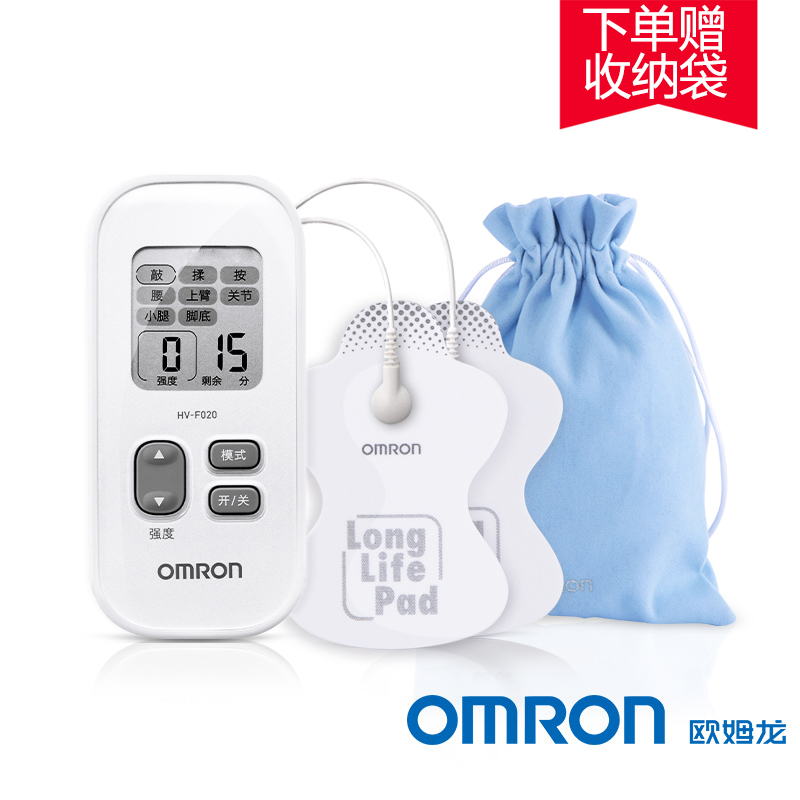 下单赠
收纳袋
敲 揉 按
腰 上臂 关节
小腿 脚底
0 15
强度 剩余 分
HV-F020
模式
开/关
强度
OMRON
OMRON
Long
Life
Pad
OMRON 欧姆龙